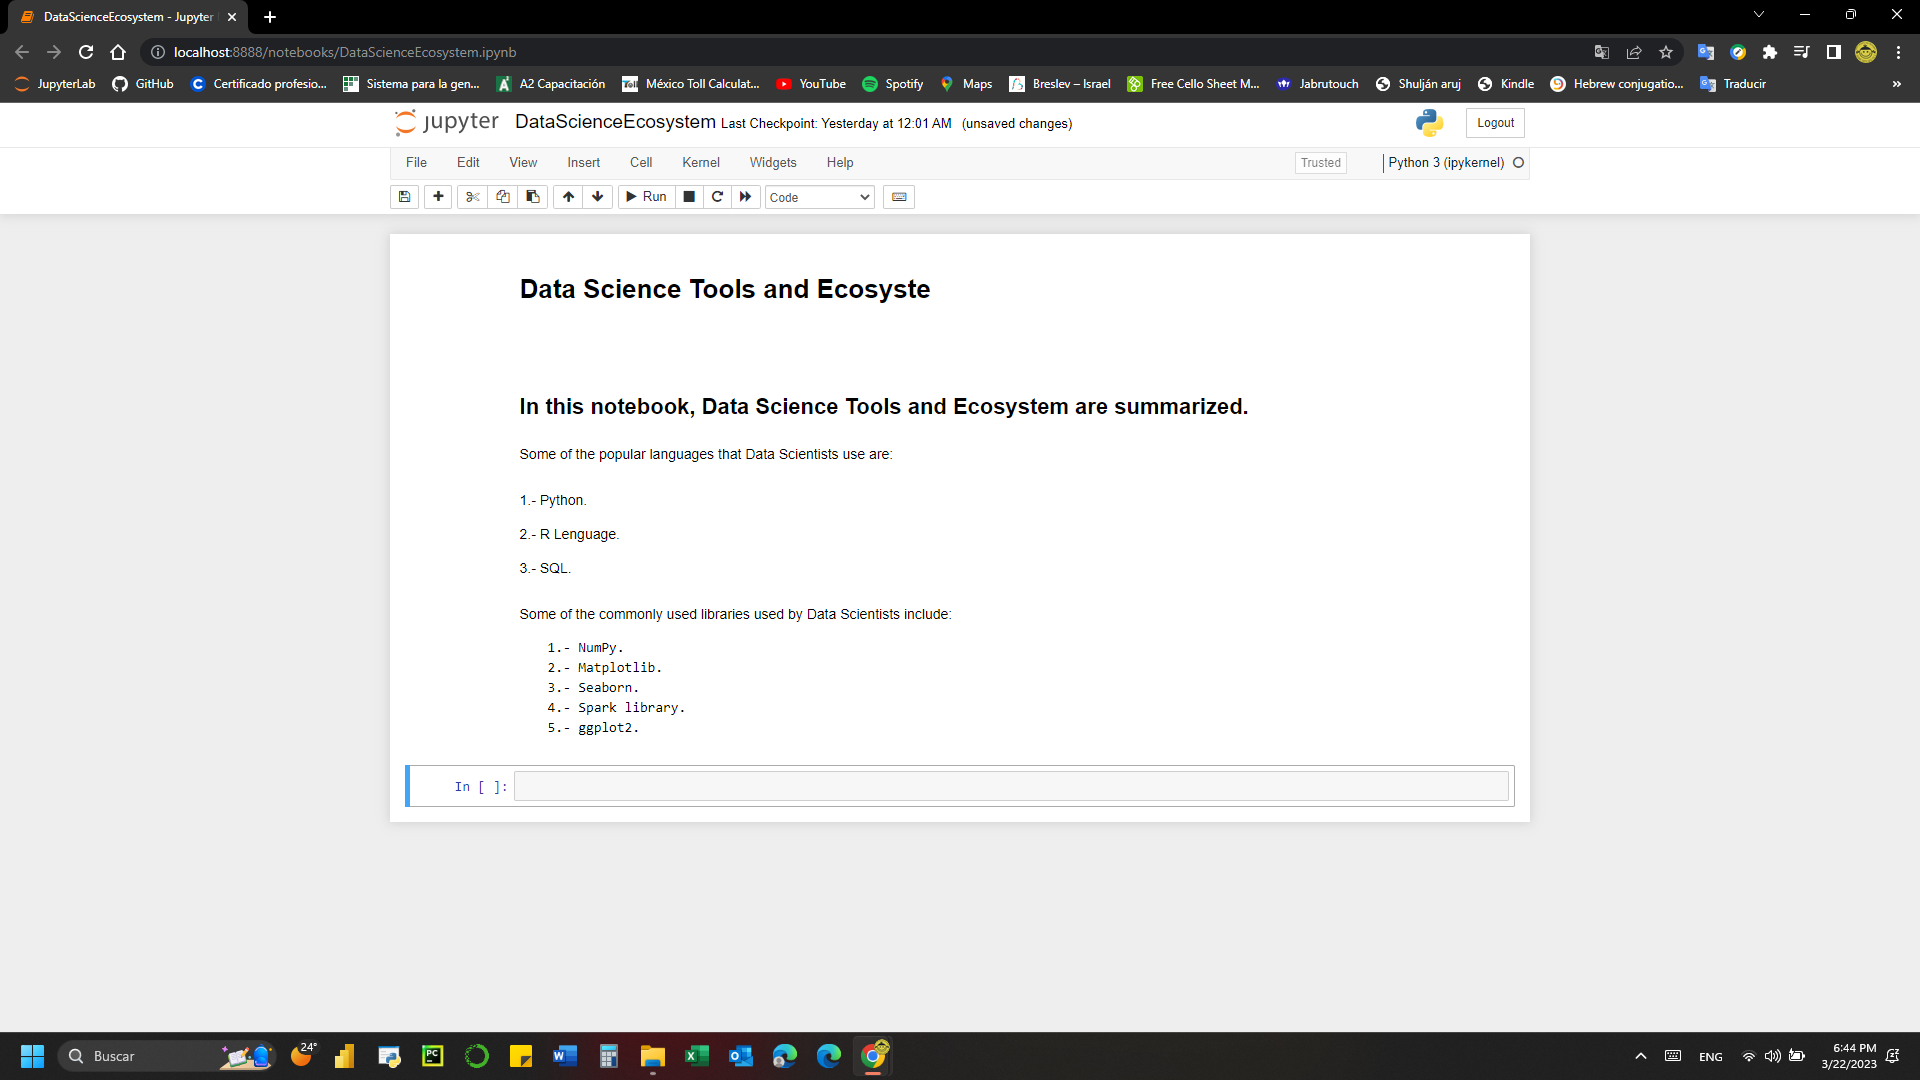 DataScienceEcosystem - Jupyter
localhost:8888/notebooks/DataScienceEcosystem.ipynb
JupyterLab GitHub Certificado profesio... Sistema para la gen... A2 Capacitación México Toll Calculat... YouTube Spotify Maps Breslev – Israel Free Cello Sheet M... Jabrutouch Shulján aruj Kindle Hebrew conjugatio... Traducir »
jupyter DataScienceEcosystem Last Checkpoint: Yesterday at 12:01 AM (unsaved changes) Logout
File Edit View Insert Cell Kernel Widgets Help Trusted Python 3 (ipykernel)
Run Code
Data Science Tools and Ecosyste
In this notebook, Data Science Tools and Ecosystem are summarized.
Some of the popular languages that Data Scientists use are:
1.- Python.
2.- R Lenguage.
3.- SQL.
Some of the commonly used libraries used by Data Scientists include:
1.- NumPy.
2.- Matplotlib.
3.- Seaborn.
4.- Spark library.
5.- ggplot2.
In [ ]:
Buscar 24° ENG 6:44 PM
3/22/2023